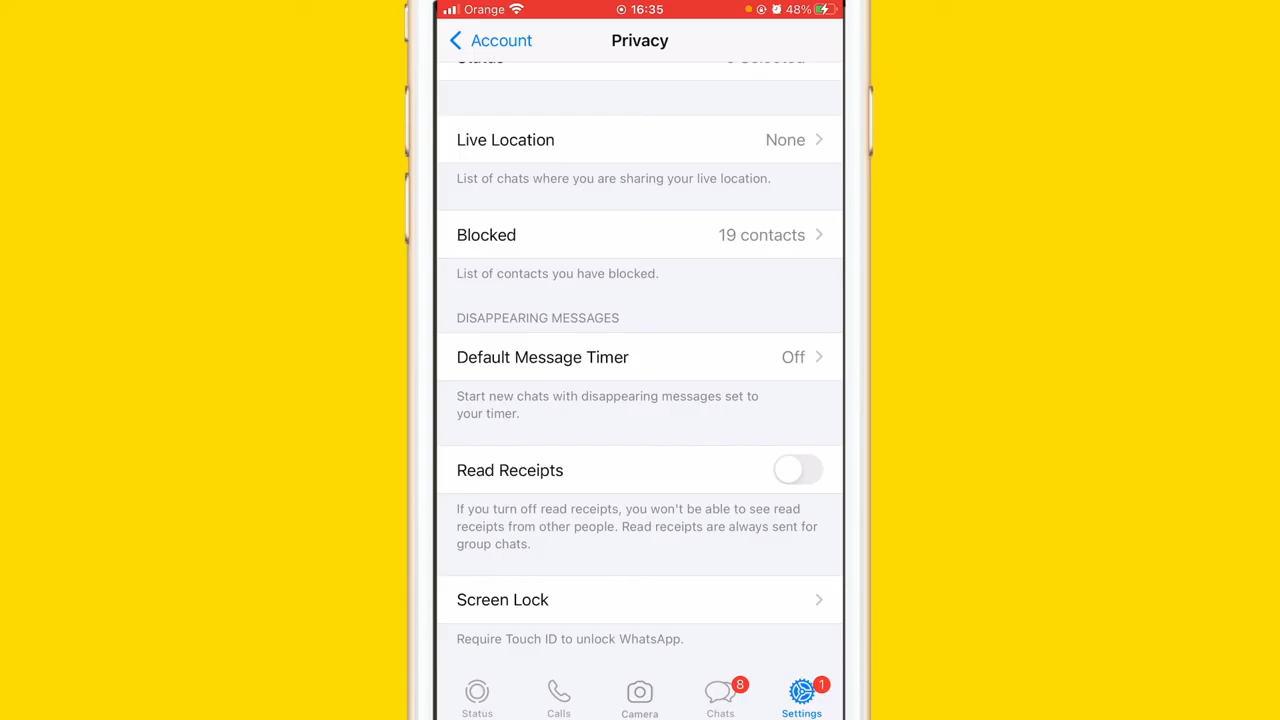 Orange 16:35 48%
Account Privacy
Live Location None
List of chats where you are sharing your live location.
Blocked 19 contacts
List of contacts you have blocked.
DISAPPEARING MESSAGES
Default Message Timer Off
Start new chats with disappearing messages set to
your timer.
Read Receipts
If you turn off read receipts, you won't be able to see read
receipts from other people. Read receipts are always sent for
group chats.
Screen Lock
Require Touch ID to unlock WhatsApp.
8 1
Status Calls Camera Chats Settings